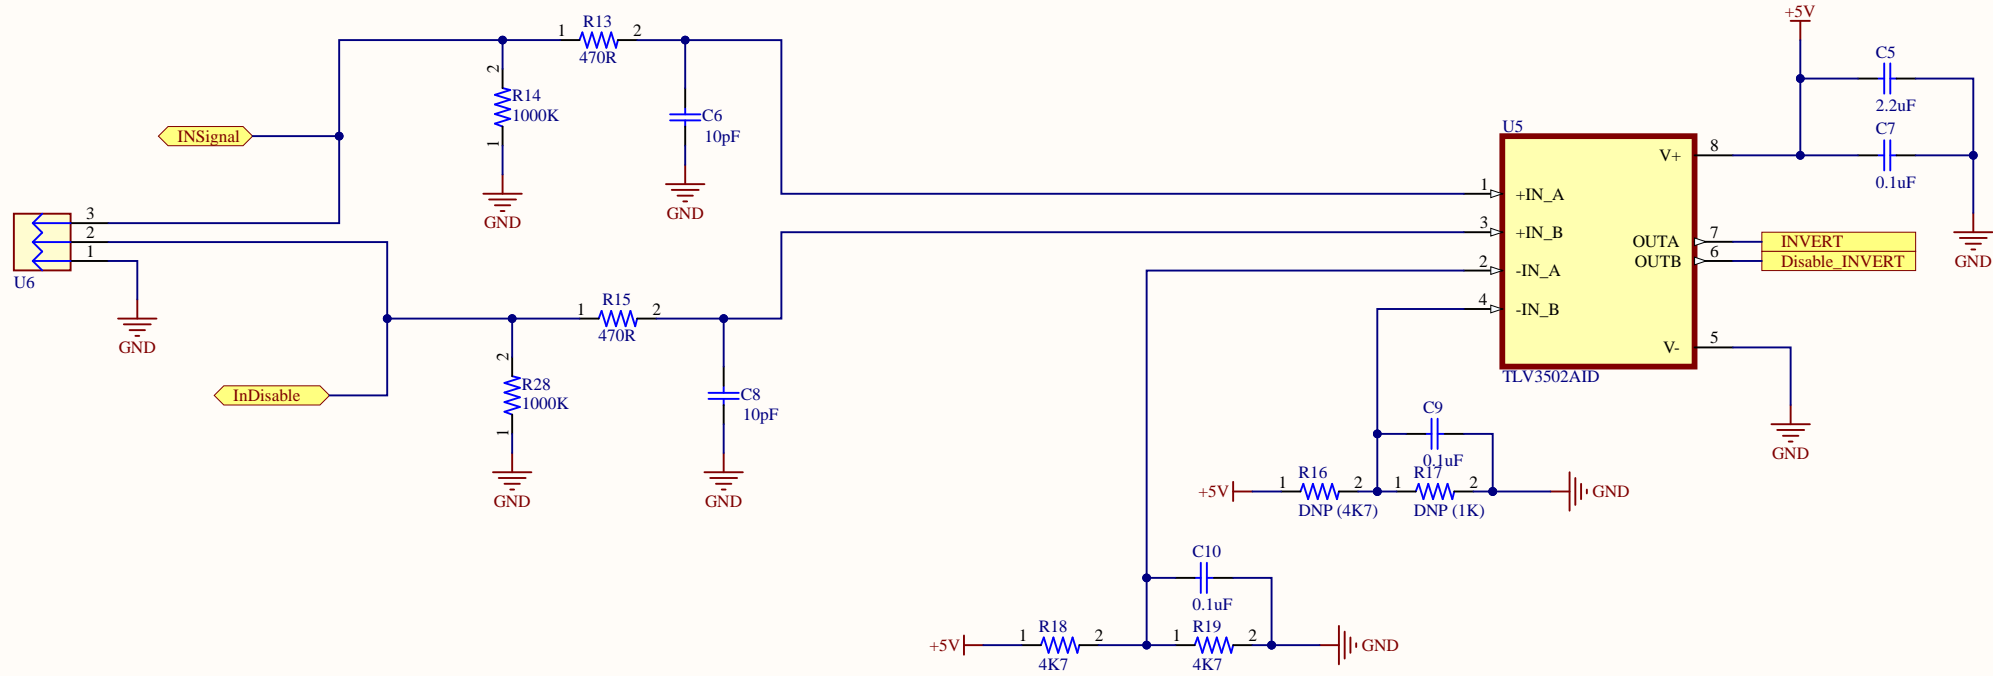 R13
1
2
470R
2
R14
1000K
1
GND
C6
10pF
GND
INSignal
3
2
1
U6
GND
InDisable
R15
1
2
470R
2
R28
1000K
1
GND
C8
10pF
GND
+5V
C5
2.2uF
C7
0.1uF
GND
U5
V+
8
1
+IN_A
3
+IN_B
2
-IN_A
4
-IN_B
OUTA
7
INVERT
OUTB
6
Disable_INVERT
V-
5
TLV3502AID
GND
C9
0.1uF
+5V
1
R16
2
DNP (4K7)
1
R17
2
DNP (1K)
GND
C10
0.1uF
+5V
1
R18
2
4K7
1
R19
2
4K7
GND